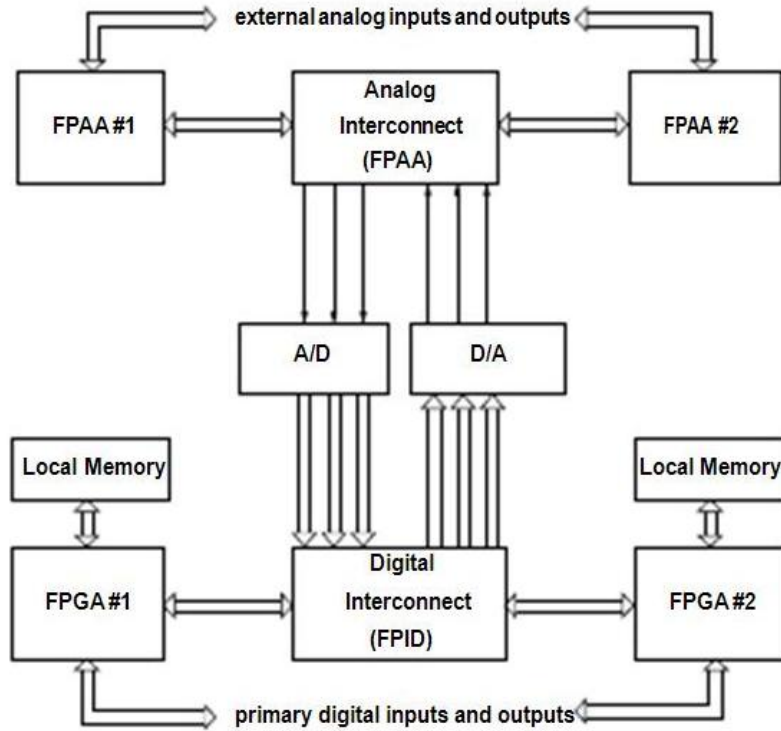 external analog inputs and outputs
FPAA #1
Analog
Interconnect
(FPAA)
FPAA #2
A/D
D/A
Local Memory
Local Memory
FPGA #1
Digital
Interconnect
(FPID)
FPGA #2
primary digital inputs and outputs